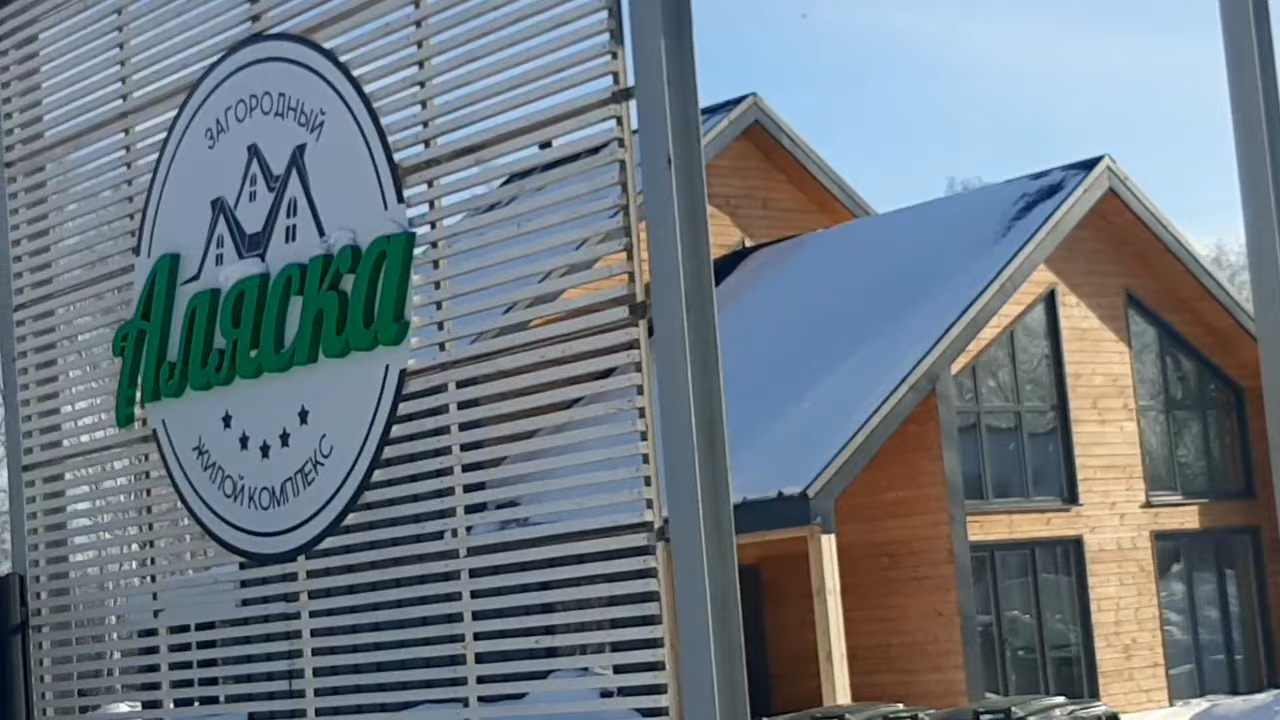 ЗАГОРОДНЫЙ
Аляска
ЖИЛОЙ КОМПЛЕКС